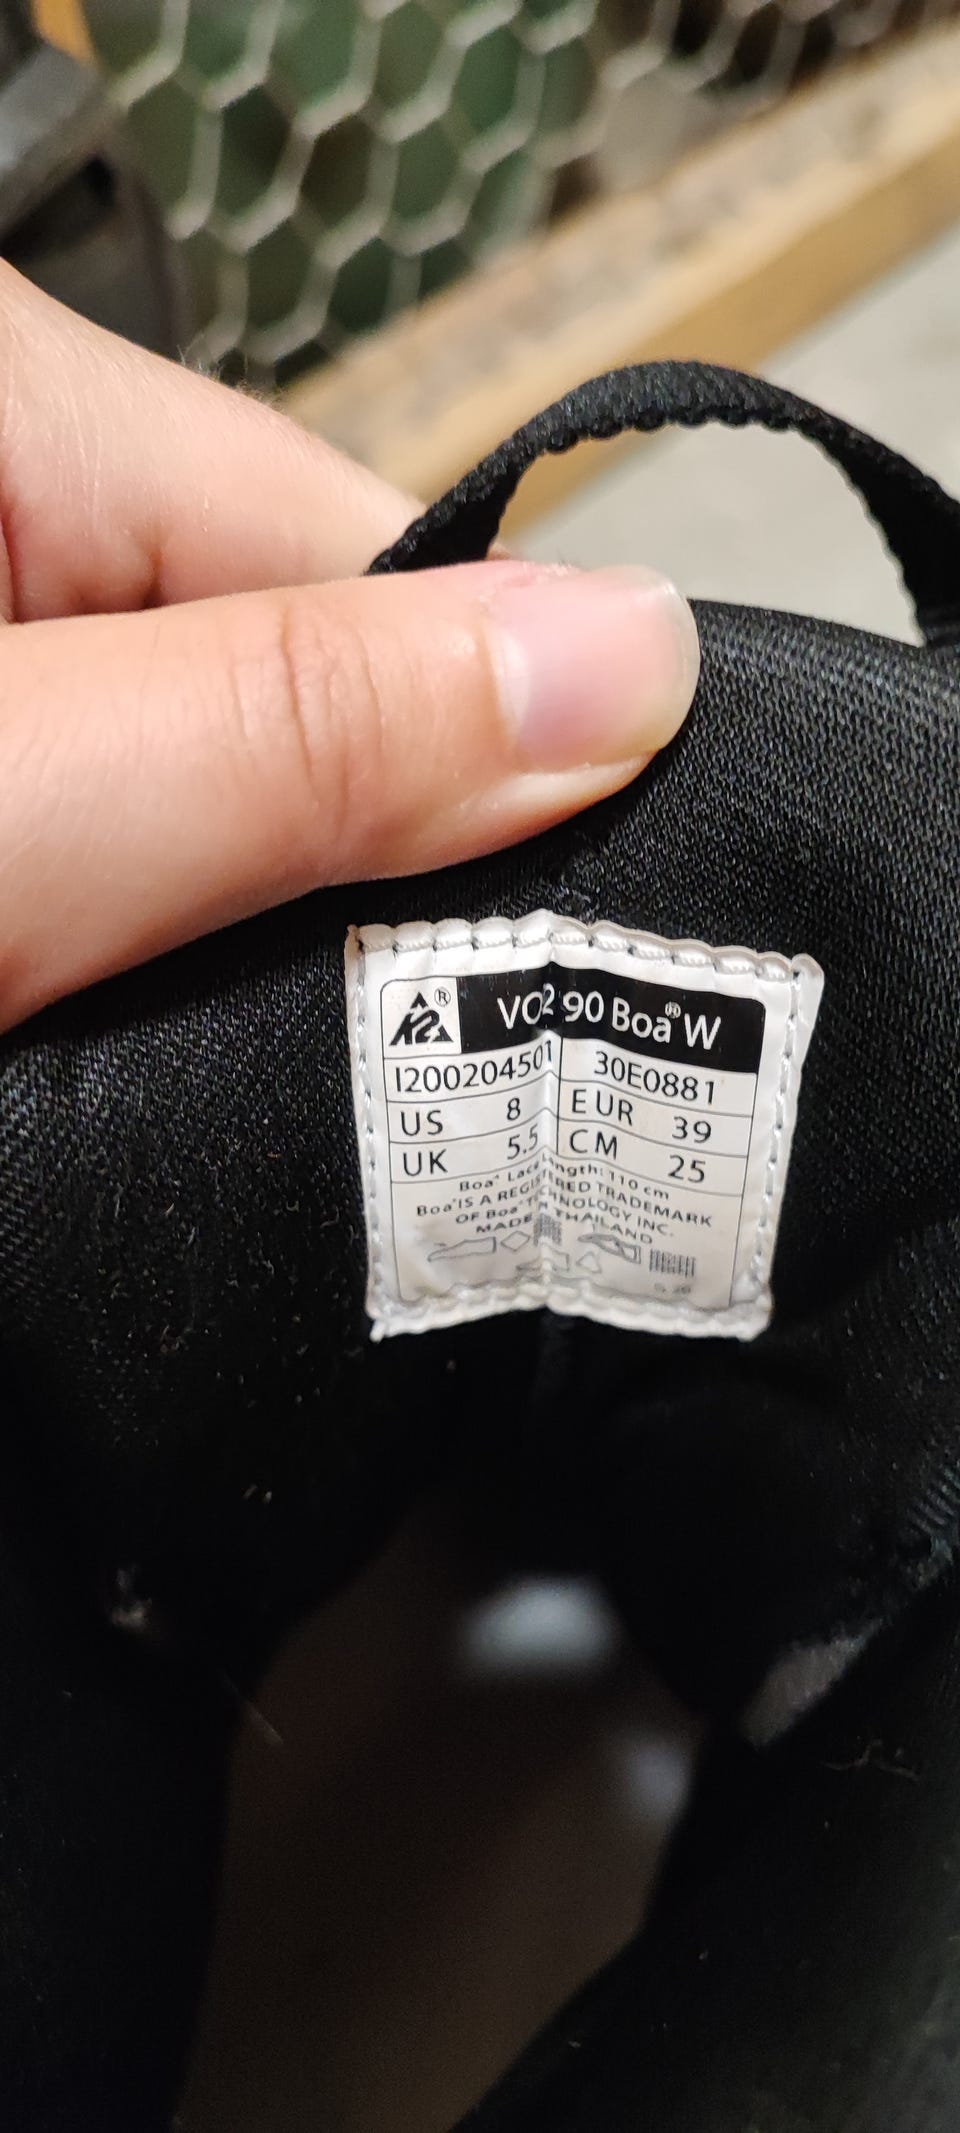 K2 ® VO2 90 Boa® W
I200204501 30E0881
US 8 EUR 39
UK 5.5 CM 25
Boa® Lace Length: 110 cm
Boa® IS A REGISTERED TRADEMARK
OF Boa® TECHNOLOGY INC.
MADE IN THAILAND